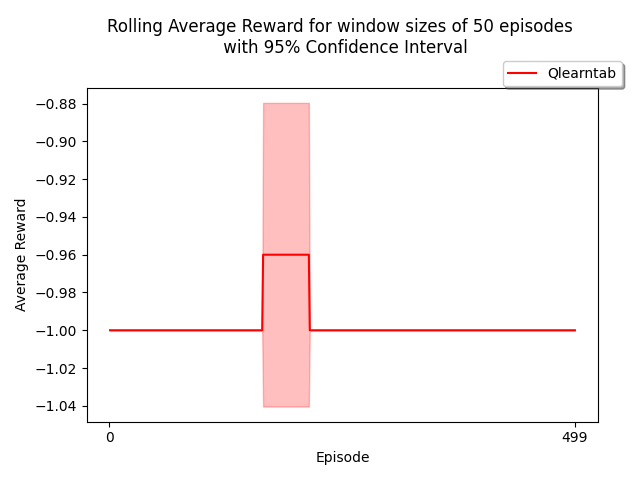 Rolling Average Reward for window sizes of 50 episodes
with 95% Confidence Interval
Qlearntab
−0.88
−0.90
−0.92
−0.94
−0.96
−0.98
−1.00
−1.02
−1.04
Average Reward
0
499
Episode